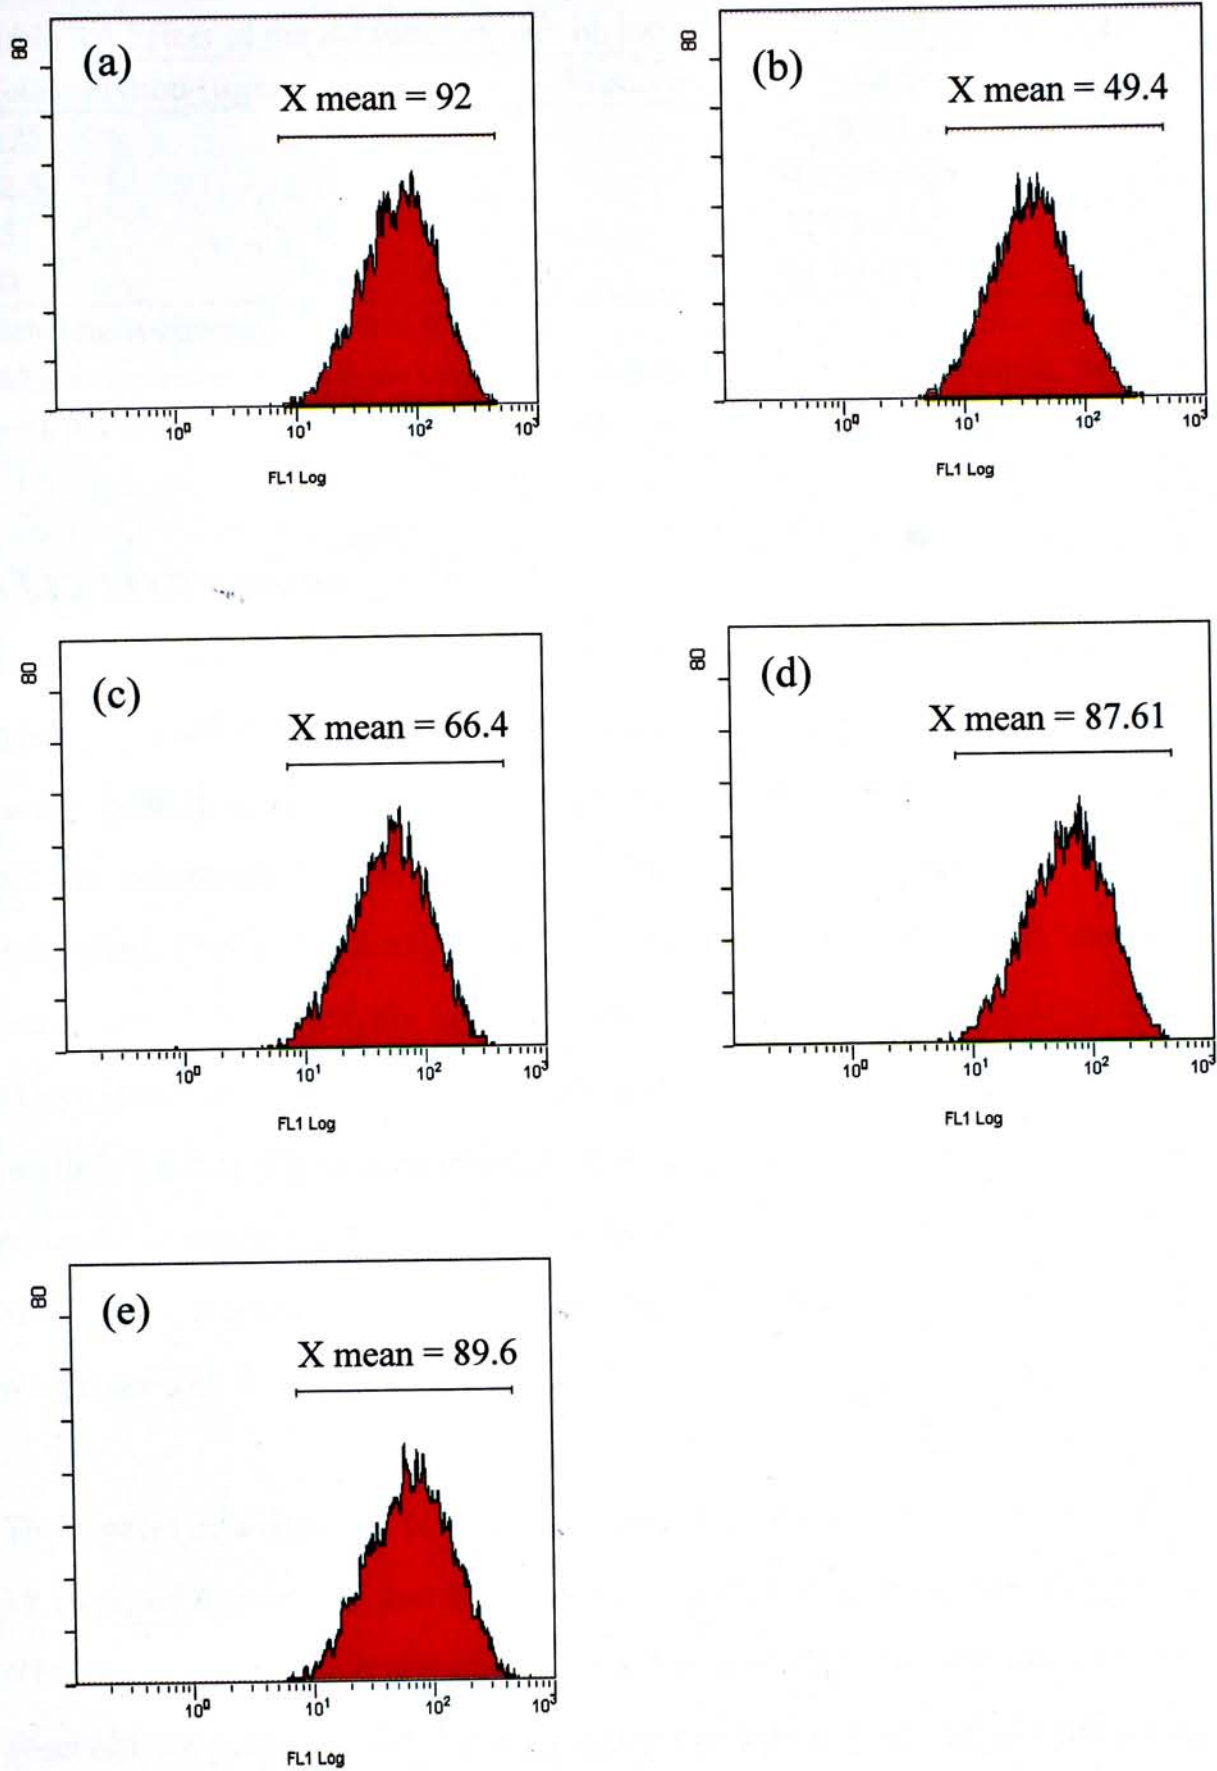 80
(a)
X mean = 92
10⁰ 10¹ 10² 10³
FL1 Log
80
(b)
X mean = 49.4
10⁰ 10¹ 10² 10³
FL1 Log
80
(c)
X mean = 66.4
10⁰ 10¹ 10² 10³
FL1 Log
80
(d)
X mean = 87.61
10⁰ 10¹ 10² 10³
FL1 Log
80
(e)
X mean = 89.6
10⁰ 10¹ 10² 10³
FL1 Log